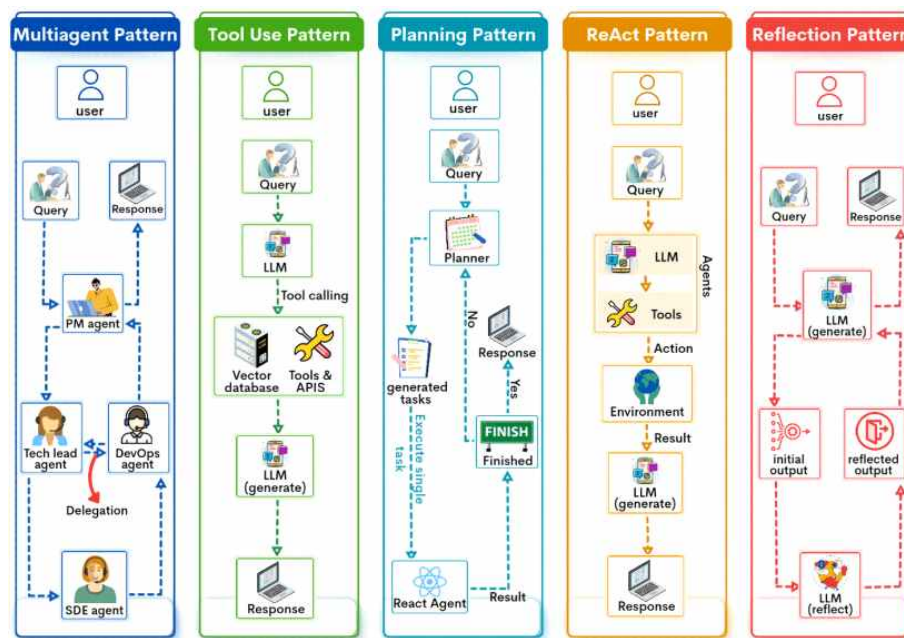 Multiagent Pattern
user
Query
Response
PM agent
Tech lead
agent
DevOps
agent
Delegation
SDE agent
Tool Use Pattern
user
Query
LLM
Tool calling
Vector
database
Tools &
APIS
LLM
(generate)
Response
Planning Pattern
user
Query
Planner
No
Response
generated
tasks
Yes
Execute single
task
FINISH
Finished
React Agent
Result
ReAct Pattern
user
Query
LLM
Agents
Tools
Action
Environment
Result
LLM
(generate)
Response
Reflection Pattern
user
Query
Response
LLM
(generate)
initial
output
reflected
output
LLM
(reflect)